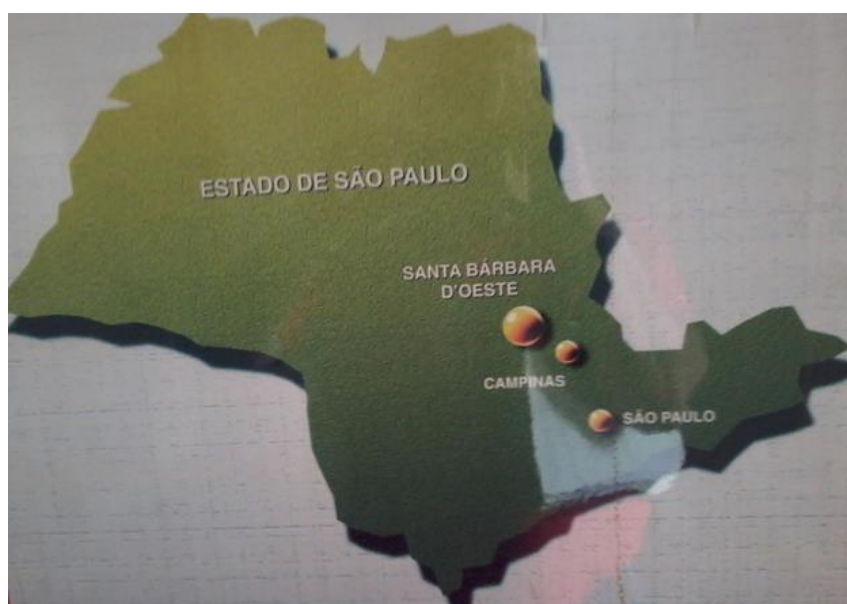 ESTADO DE SÃO PAULO
SANTA BÁRBARA
D'OESTE
CAMPINAS
SÃO PAULO